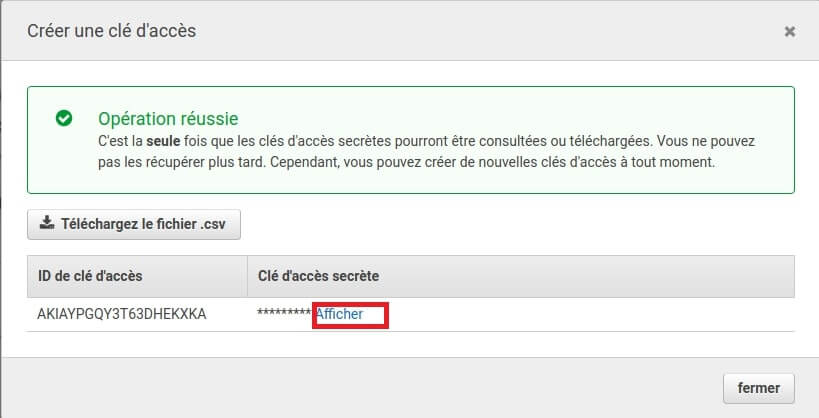 Créer une clé d'accès
×
Opération réussie
C'est la seule fois que les clés d'accès secrètes pourront être consultées ou téléchargées. Vous ne pouvez
pas les récupérer plus tard. Cependant, vous pouvez créer de nouvelles clés d'accès à tout moment.
Téléchargez le fichier .csv
ID de clé d'accès Clé d'accès secrète
AKIAYPGQY3T63DHEKXKA ********* Afficher
fermer